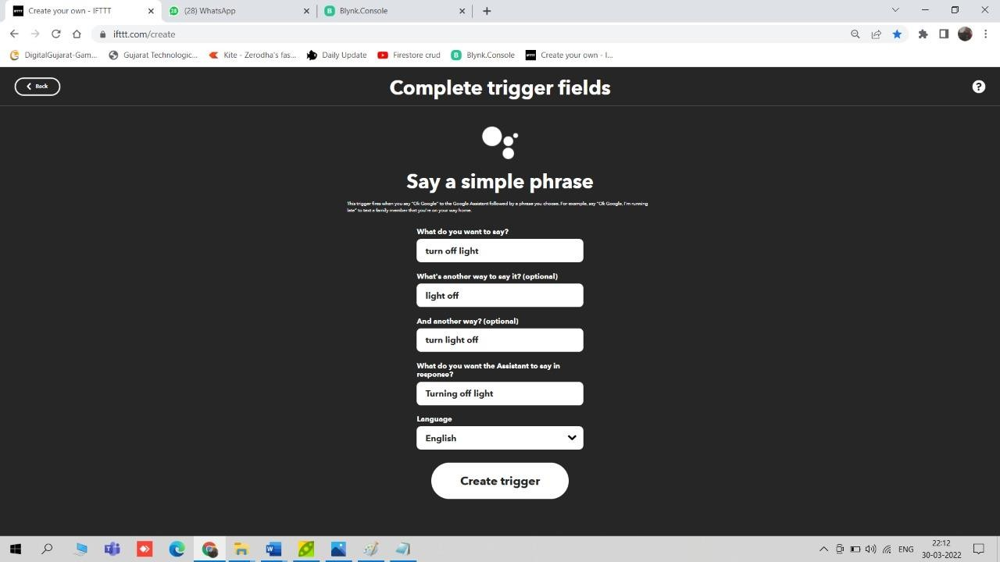 Create your own - IFTTT
(28) WhatsApp
Blynk.Console
ifttt.com/create
DigitalGujarat-Gam...
Gujarat Technologic...
Kite - Zerodha's fas...
Daily Update
Firestore crud
Blynk.Console
Create your own - I...
Back
Complete trigger fields
?
Say a simple phrase
This trigger fires when you say "Ok Google" to the Google Assistant followed by a phrase you choose. For example, say "Ok Google, I'm running
late" to text a family member that you're on your way home.
What do you want to say?
turn off light
What's another way to say it? (optional)
light off
And another way? (optional)
turn light off
What do you want the Assistant to say in
response?
Turning off light
Language
English
Create trigger
ENG
22:12
30-03-2022